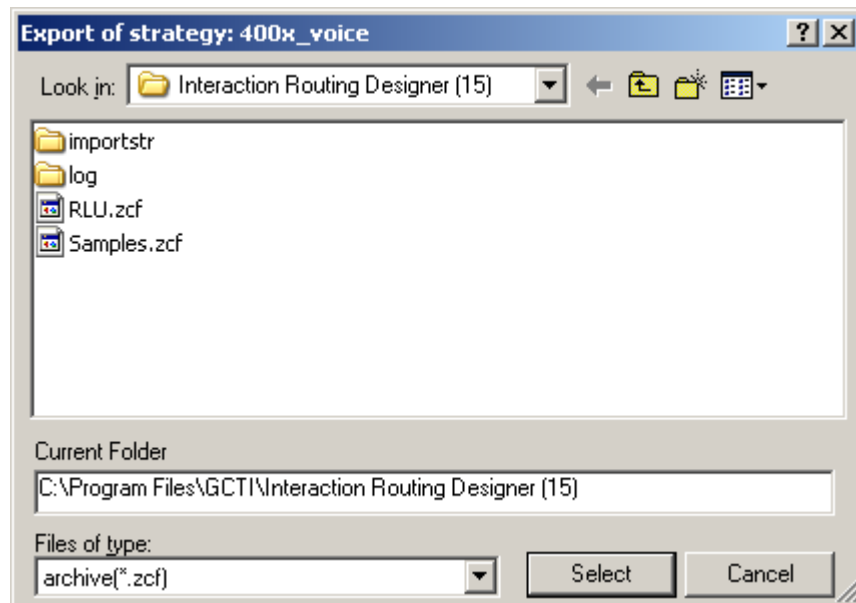 Export of strategy: 400x_voice
Look in: Interaction Routing Designer (15)
importstr
log
RLU.zcf
Samples.zcf
Current Folder
C:\Program Files\GCTI\Interaction Routing Designer (15)
Files of type:
archive(*.zcf)
Select Cancel